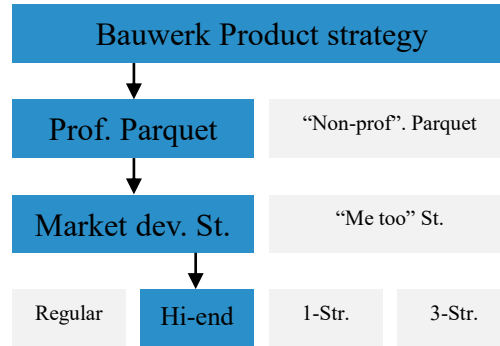 Bauwerk Product strategy
Prof. Parquet
“Non-prof”. Parquet
Market dev. St.
“Me too” St.
Regular
Hi-end
1-Str.
3-Str.